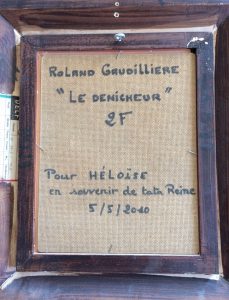 ROLAND GAUDILLIERE
"LE DENICHEUR"
2F
Pour HÉLOÏSE
en souvenir de tata Reine
5/5/2010